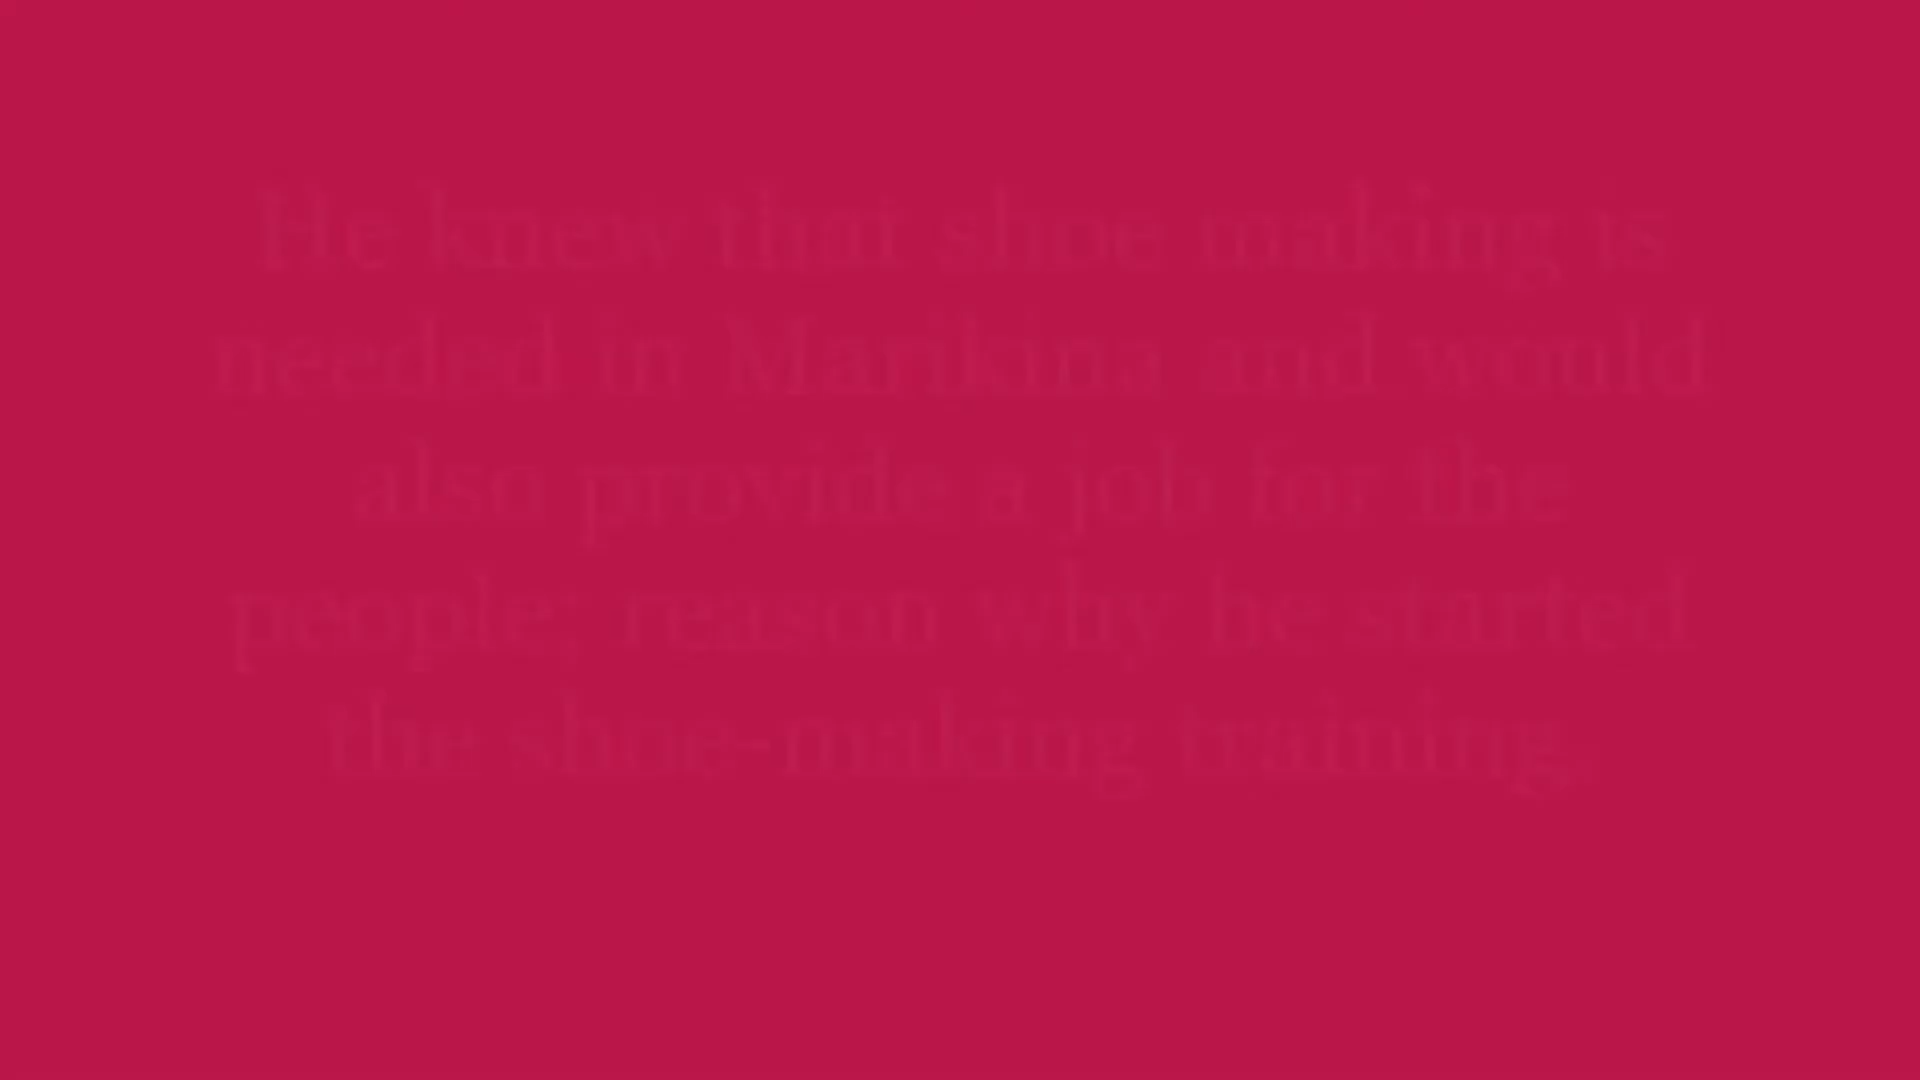 He knew that shoe making is
needed in Marikina and would
also provide a job for the
people; reason why he started
the shoe-making training.